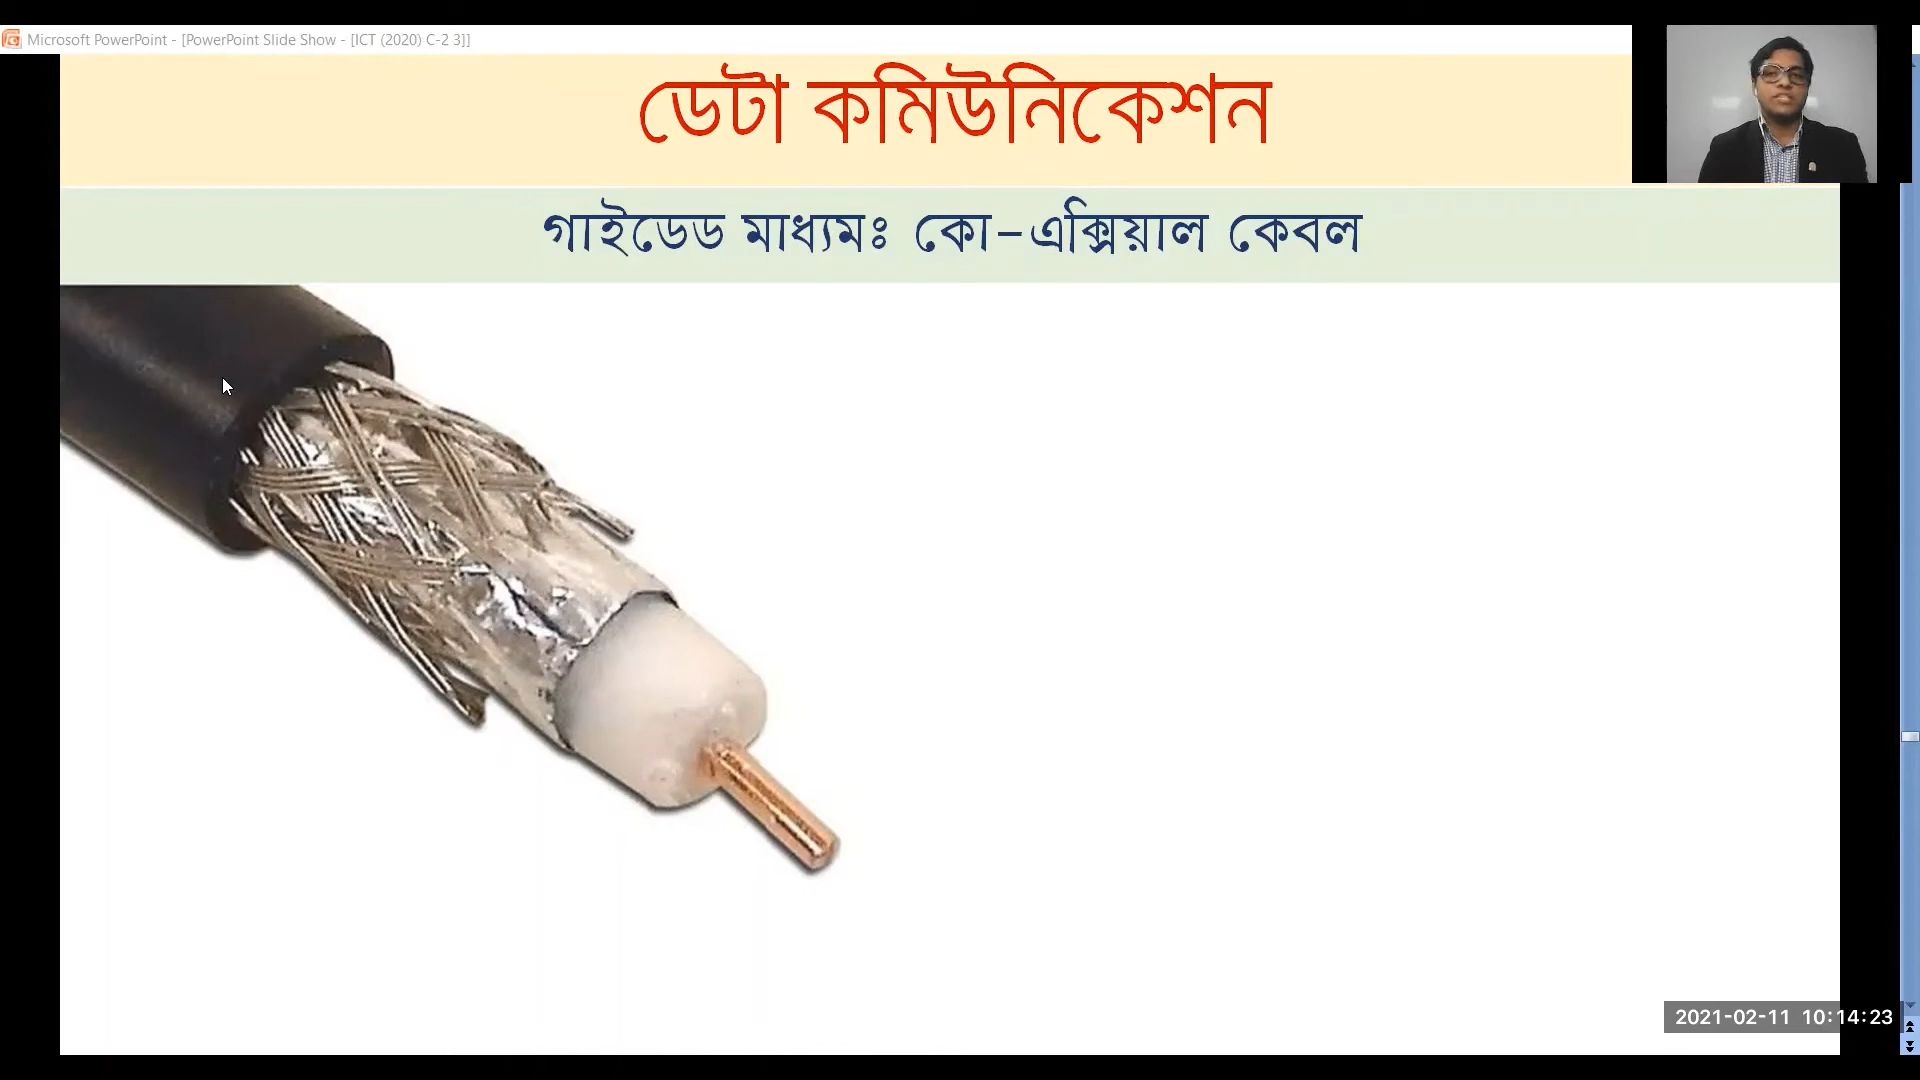 Microsoft PowerPoint - [PowerPoint Slide Show - [ICT (2020) C-2 3]]
ডেটা কমিউনিকেশন
গাইডেড মাধ্যমঃ কো-এক্সিয়াল কেবল
2021-02-11 10:14:23